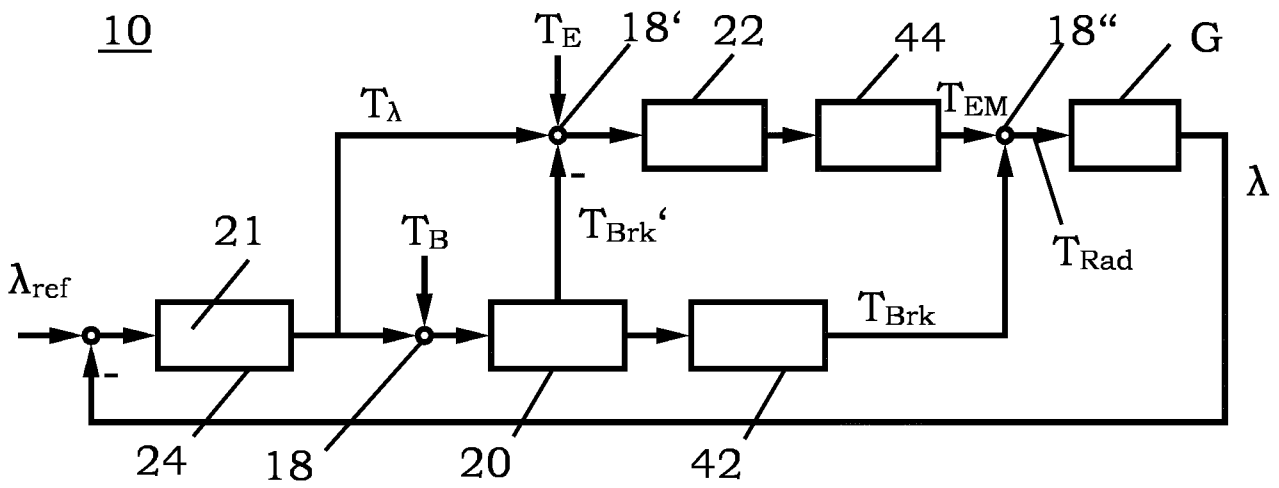 10
T_E
18‘
22
44
18“
G
T_λ
T_EM
λ
T_Brk‘
T_Rad
21
T_B
λ_ref
T_Brk
-
-
24
18
20
42